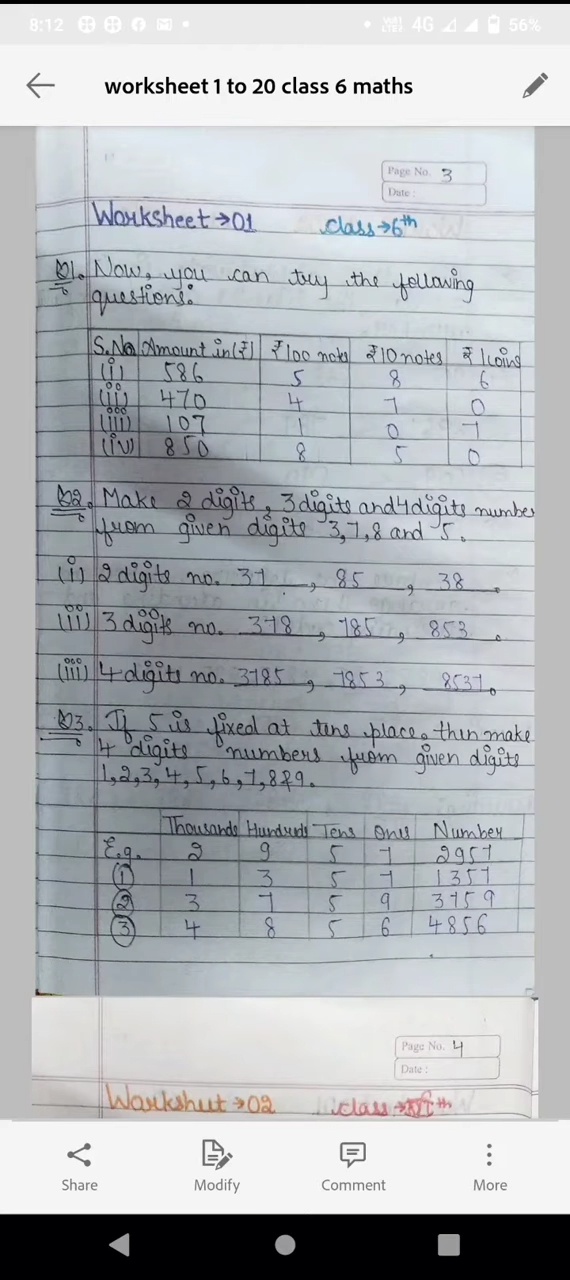 8:12 4G 56%
worksheet 1 to 20 class 6 maths
Page No. 3
Date :
Worksheet→01 class→6th
Q1. Now, you can try the following
questions:
S.No Amount in(₹) ₹100 notes ₹10 notes ₹1coins
(i) 586 5 8 6
(ii) 470 4 7 0
(iii) 107 1 0 7
(iv) 850 8 5 0
Q2. Make 2 digits, 3digits and4digits number
from given digits 3,7,8 and 5.
(i) 2 digits no. 37, 85, 38.
(ii) 3 digits no. 378, 785, 853.
(iii) 4 digits no. 3785, 7853, 8537.
Q3. If 5 is fixed at tens place. then make
4 digits numbers from given digits
1,2,3,4,5,6,7,8&9.
Thousands Hundreds Tens Ones Number
E.g. 2 9 5 7 2957
① 1 3 5 7 1357
② 3 7 5 9 3759
③ 4 8 5 6 4856
Page No. 4
Date :
Worksheet→02 class→
Share Modify Comment More